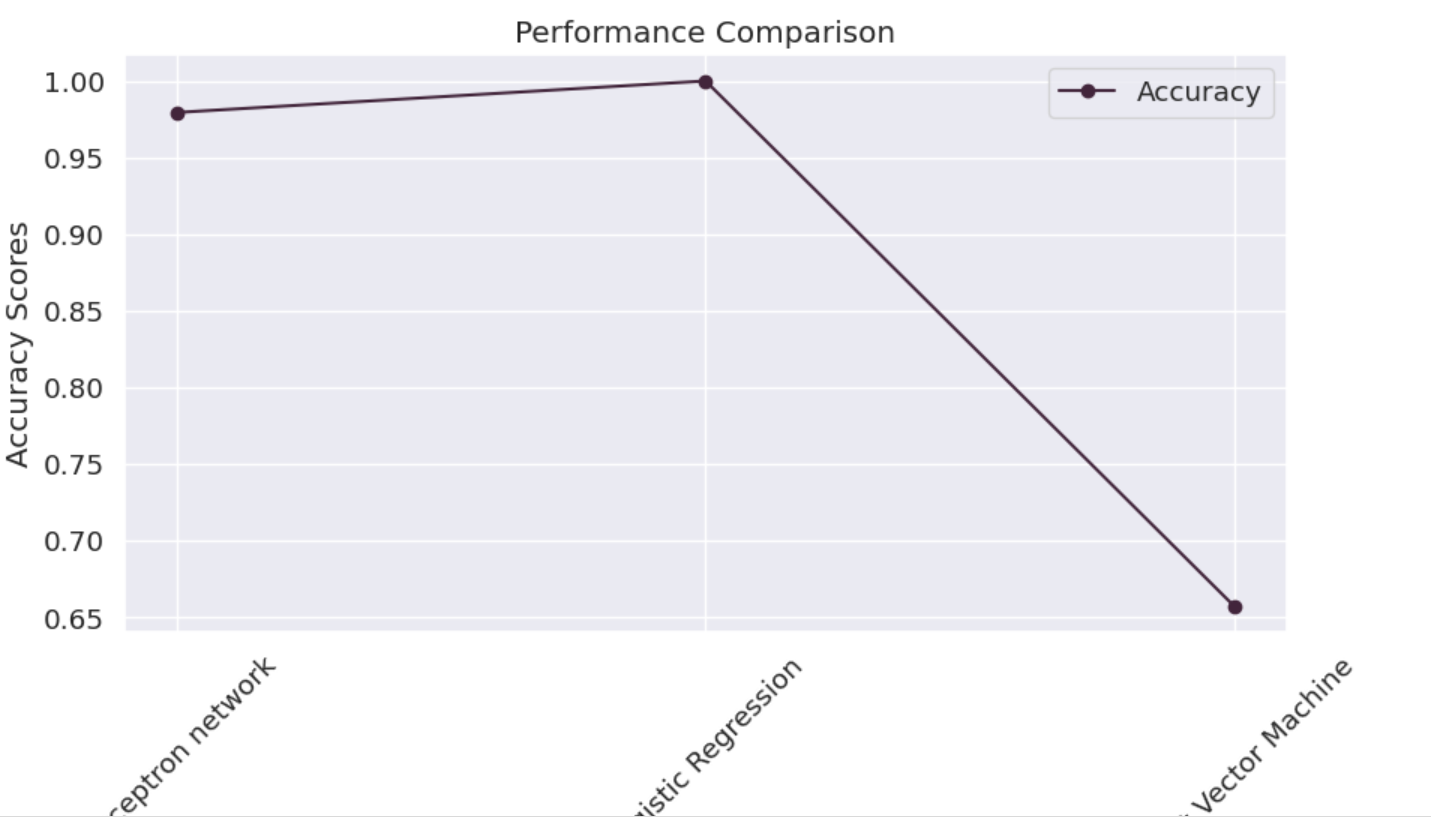 Performance Comparison
Accuracy
1.00
0.95
0.90
0.85
0.80
0.75
0.70
0.65
Accuracy Scores
ceptron network
gistic Regression
Vector Machine